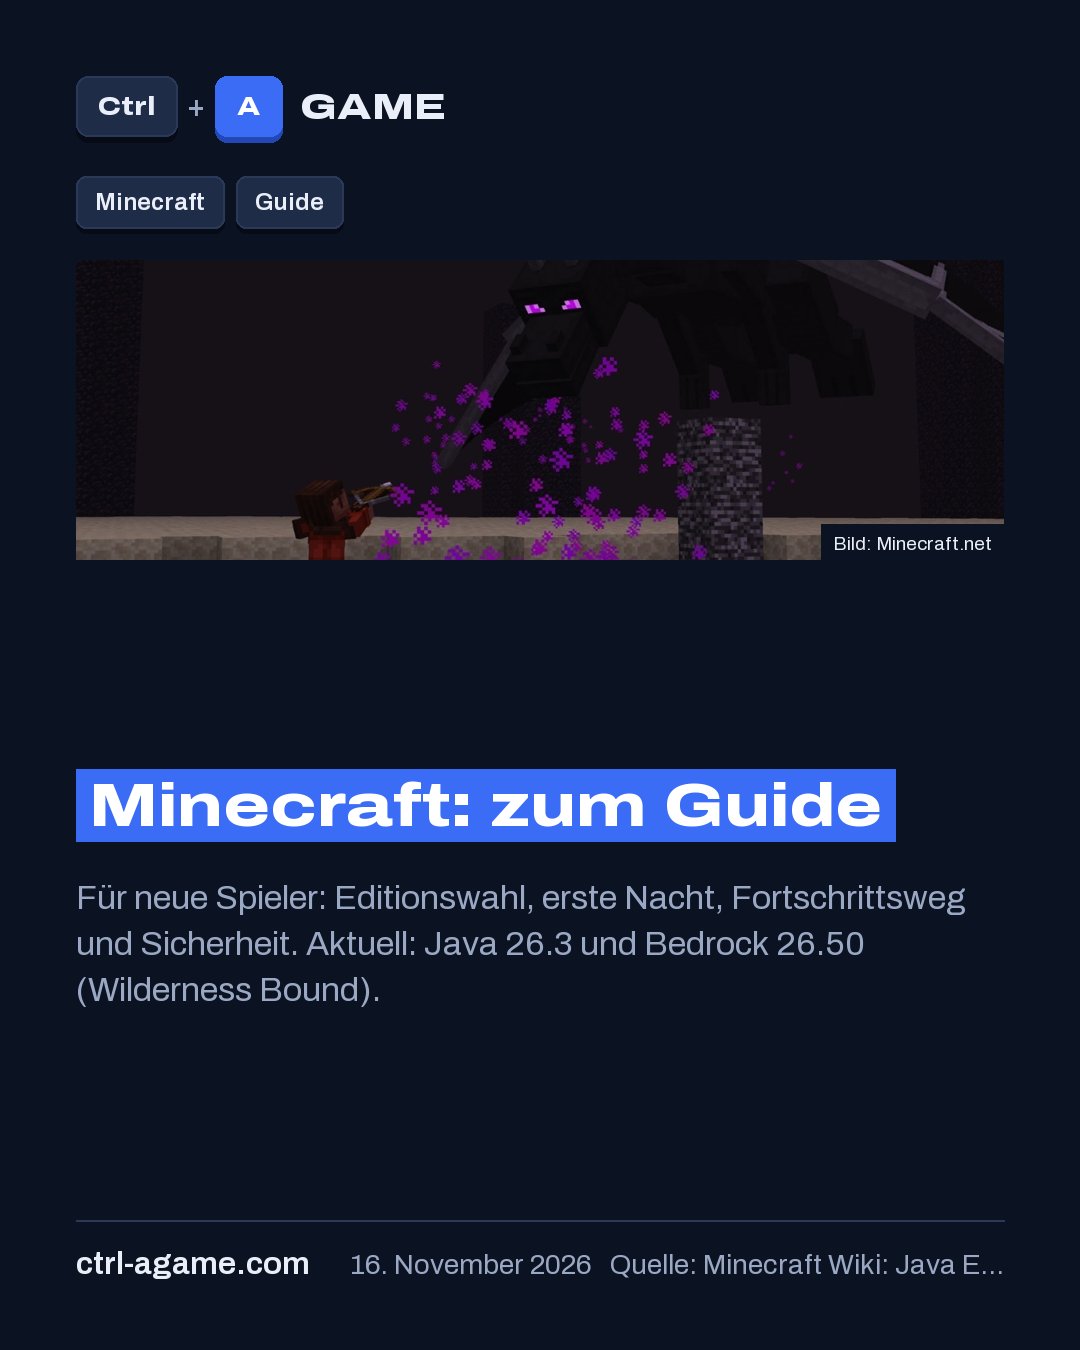 Ctrl + A GAME
Minecraft Guide
Bild: Minecraft.net
Minecraft: zum Guide
Für neue Spieler: Editionswahl, erste Nacht, Fortschrittsweg
und Sicherheit. Aktuell: Java 26.3 und Bedrock 26.50
(Wilderness Bound).
ctrl-agame.com 16. November 2026 Quelle: Minecraft Wiki: Java E…